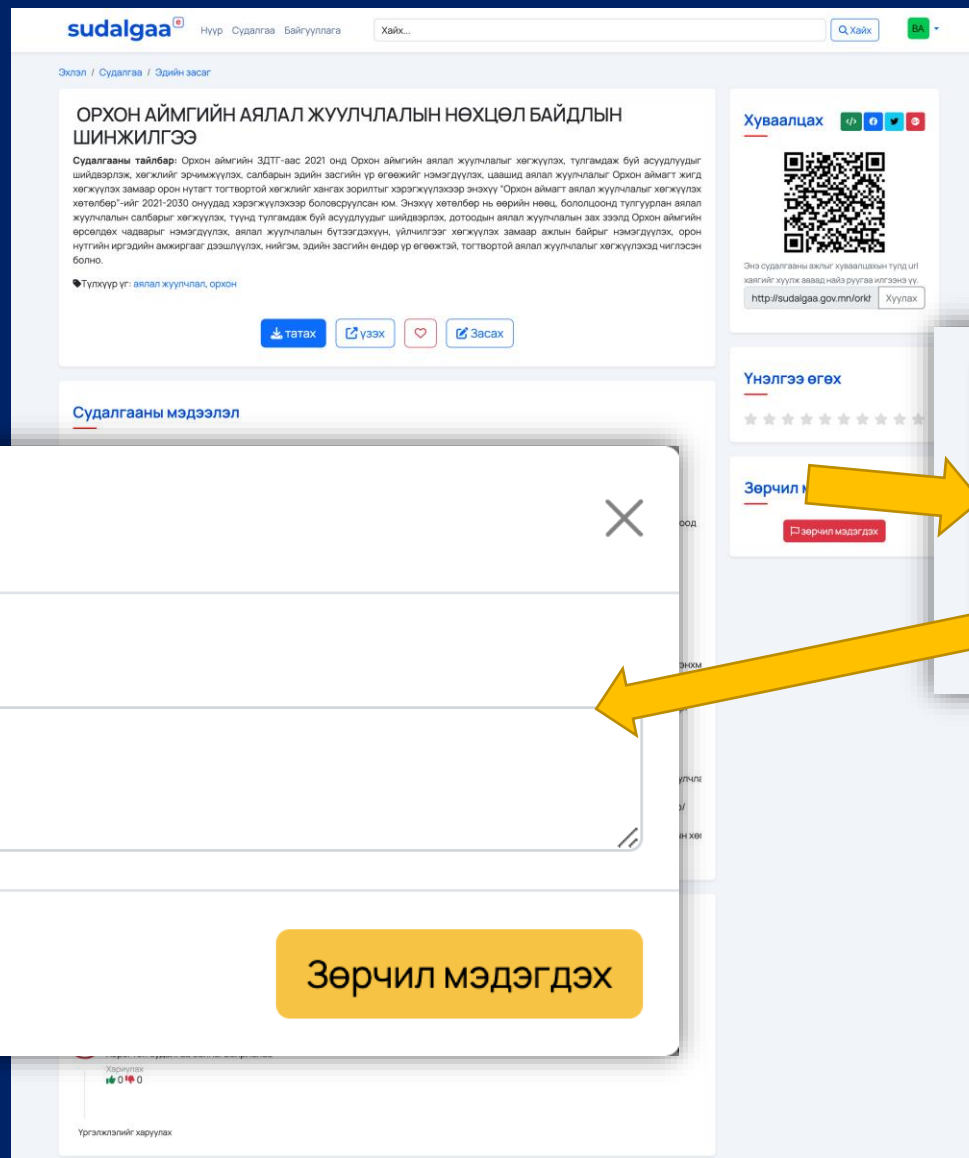 sudalgaa e Нүүр Судалгаа Байгууллага Хайх... Хайх BA
Эхлэл / Судалгаа / Эдийн засаг
ОРХОН АЙМГИЙН АЯЛАЛ ЖУУЛЧЛАЛЫН НӨХЦӨЛ БАЙДЛЫН
ШИНЖИЛГЭЭ
Судалгааны тайлбар: Орхон аймгийн ЗДТГ-аас 2021 онд Орхон аймгийн аялал жуулчлалыг хөгжүүлэх, тулгамдаж буй асуудлуудыг
шийдвэрлэж, хөгжлийг эрчимжүүлэх, салбарын эдийн засгийн үр өгөөжийг нэмэгдүүлэх, цаашид аялал жуулчлалыг Орхон аймагт жигд
хөгжүүлэх замаар орон нутагт тогтвортой хөгжлийг хангах зорилтыг хэрэгжүүлэхээр энэхүү "Орхон аймагт аялал жуулчлалыг хөгжүүлэх
хөтөлбөр"-ийг 2021-2030 онуудад хэрэгжүүлэхээр боловсруулсан юм. Энэхүү хөтөлбөр нь өөрийн нөөц, бололцоонд тулгуурлан аялал
жуулчлалын салбарыг хөгжүүлэх, түүнд тулгамдаж буй асуудлуудыг шийдвэрлэх, дотоодын аялал жуулчлалын зах зээлд Орхон аймгийн
өрсөлдөх чадварыг нэмэгдүүлэх, аялал жуулчлалын бүтээгдэхүүн, үйлчилгээг хөгжүүлэх замаар ажлын байрыг нэмэгдүүлэх, орон
нутгийн иргэдийн амжиргааг дээшлүүлэх, нийгэм, эдийн засгийн өндөр үр өгөөжтэй, тогтвортой аялал жуулчлалыг хөгжүүлэхэд чиглэсэн
болно.
Түлхүүр үг: аялал жуулчлал, орхон
татах үзэх Засах
Хуваалцах
Энэ судалгааны ажлыг хуваалцахын тулд url
хаягийг хуулж аваад найз руугаа илгээнэ үү.
http://sudalgaa.gov.mn/orkh Хуулах
Үнэлгээ өгөх
Судалгааны мэдээлэл
Зөрчил м
зөрчил мэдэгдэх
оод
энхм
улчла
э/
ын хөг
Зөрчил мэдэгдэх
Хариулах
0 0
Үргэлжлэлийг харуулах